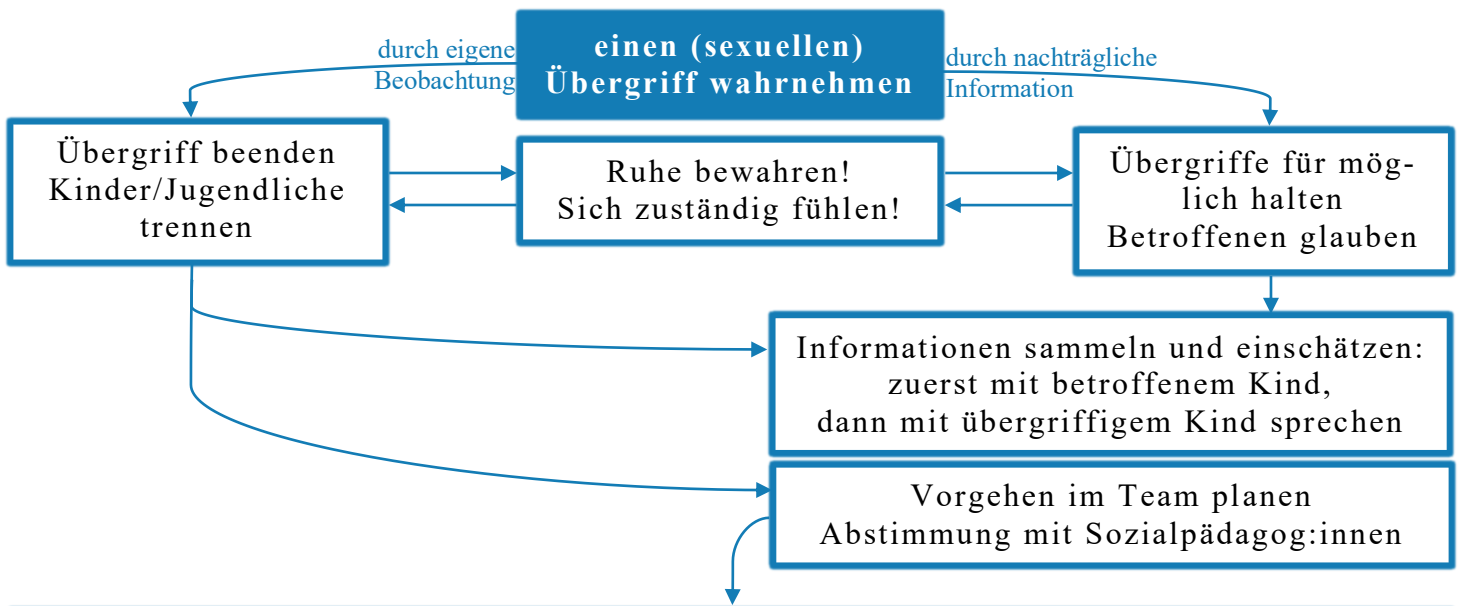 durch eigene
Beobachtung
einen (sexuellen)
Übergriff wahrnehmen
durch nachträgliche
Information
Übergriff beenden
Kinder/Jugendliche
trennen
Ruhe bewahren!
Sich zuständig fühlen!
Übergriffe für mög-
lich halten
Betroffenen glauben
Informationen sammeln und einschätzen:
zuerst mit betroffenem Kind,
dann mit übergriffigem Kind sprechen
Vorgehen im Team planen
Abstimmung mit Sozialpädagog:innen